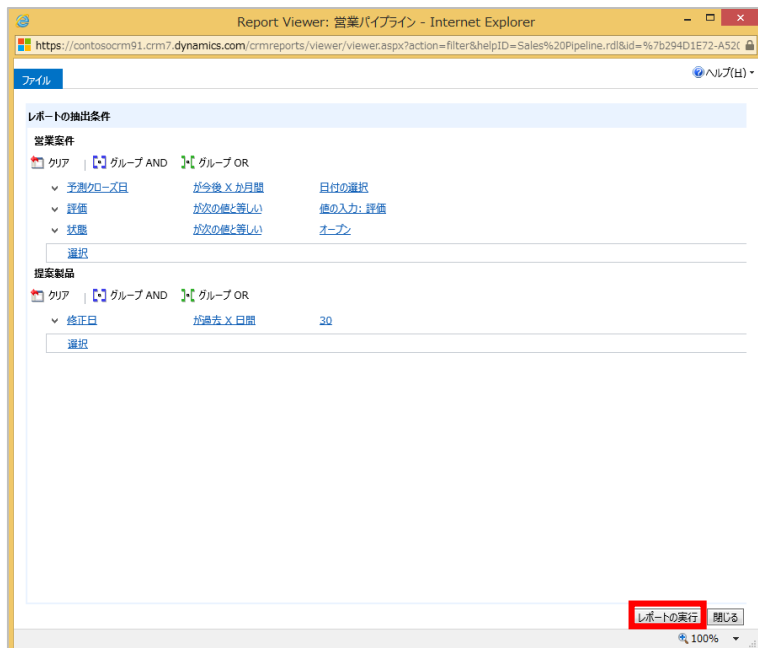 Report Viewer: 営業パイプライン - Internet Explorer
https://contosocrm91.crm7.dynamics.com/crmreports/viewer/viewer.aspx?action=filter&helpID=Sales%20Pipeline.rdl&id=%7b294D1E72-A52(
ファイル
ヘルプ(H)
レポートの抽出条件
営業案件
クリア | グループ AND グループ OR
予測クローズ日 が今後 X か月間 日付の選択
評価 が次の値と等しい 値の入力: 評価
状態 が次の値と等しい オープン
選択
提案製品
クリア | グループ AND グループ OR
修正日 が過去 X 日間 30
選択
レポートの実行 閉じる
100%